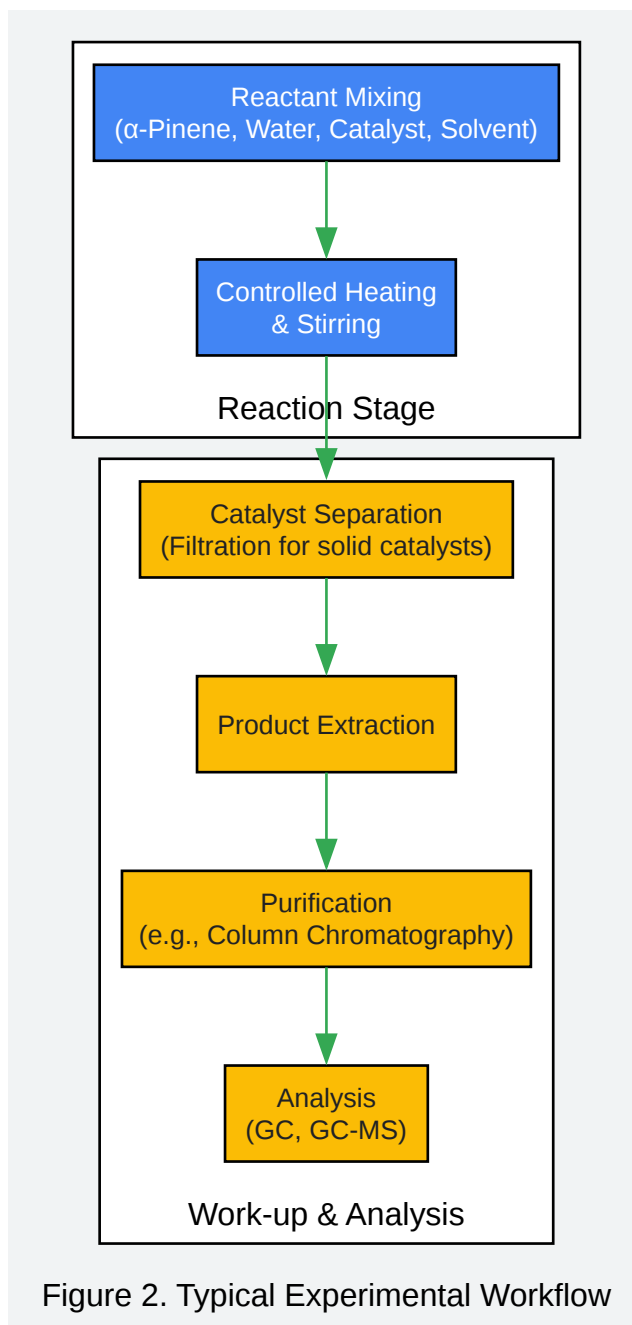 Reactant Mixing
(α-Pinene, Water, Catalyst, Solvent)
Controlled Heating
& Stirring
Reaction Stage
Catalyst Separation
(Filtration for solid catalysts)
Product Extraction
Purification
(e.g., Column Chromatography)
Analysis
(GC, GC-MS)
Work-up & Analysis
Figure 2. Typical Experimental Workflow